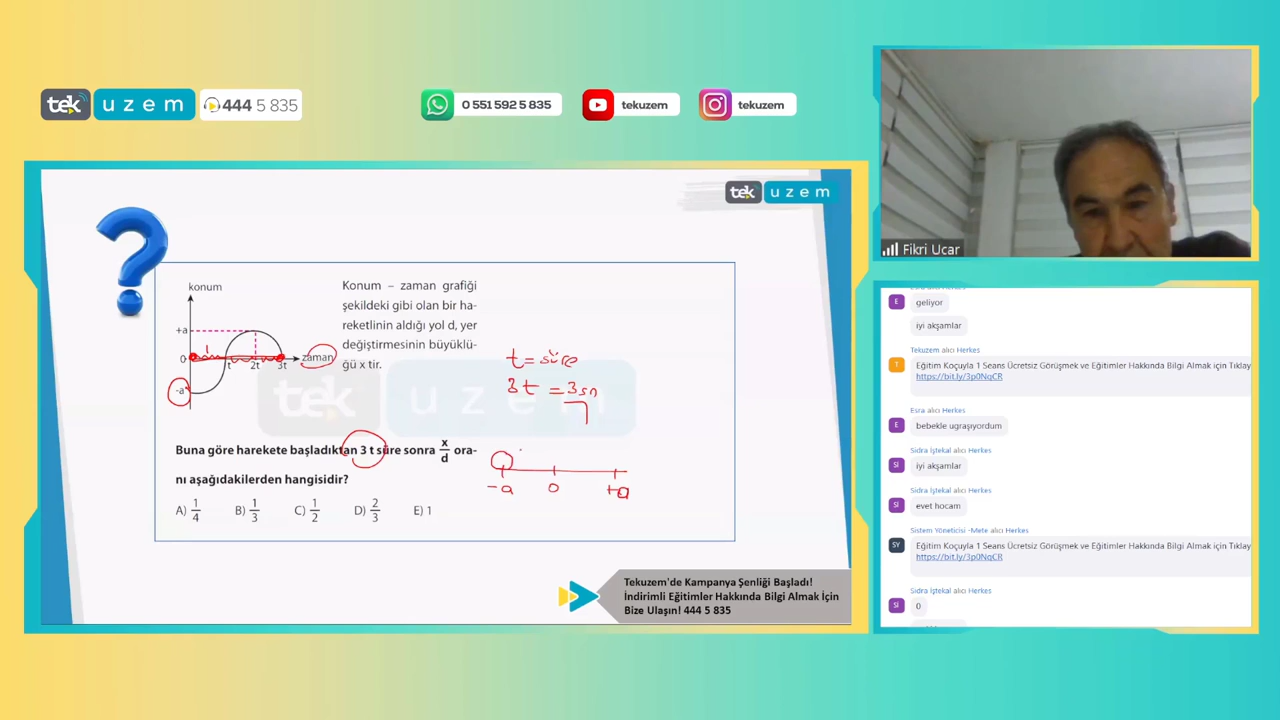 tek uzem 444 5 835
0 551 592 5 835
tekuzem
tekuzem
tek uzem
konum
+a
0
-a
t 2t 3t
zaman
Konum – zaman grafiği
şekildeki gibi olan bir ha-
reketlinin aldığı yol d, yer
değiştirmesinin büyüklü-
ğü x tir.
t = süre
3t = 3sn
-a 0 +a
tek uzem
Buna göre harekete başladıktan 3 t süre sonra x/d ora-
nı aşağıdakilerden hangisidir?
A) 1/4 B) 1/3 C) 1/2 D) 2/3 E) 1
Tekuzem'de Kampanya Şenliği Başladı!
İndirimli Eğitimler Hakkında Bilgi Almak İçin
Bize Ulaşın! 444 5 835
Fikri Ucar
E
geliyor
iyi akşamlar
Tekuzem alıcı Herkes
T
Eğitim Koçuyla 1 Seans Ücretsiz Görüşmek ve Eğitimler Hakkında Bilgi Almak için Tıklay
https://bit.ly/3p0NqCR
Esra alıcı Herkes
E
bebekle ugraşıyordum
Sidra İştekal alıcı Herkes
Sİ
iyi akşamlar
Sidra İştekal alıcı Herkes
Sİ
evet hocam
Sistem Yöneticisi -Mete alıcı Herkes
SY
Eğitim Koçuyla 1 Seans Ücretsiz Görüşmek ve Eğitimler Hakkında Bilgi Almak için Tıklay
https://bit.ly/3p0NqCR
Sidra İştekal alıcı Herkes
Sİ
0